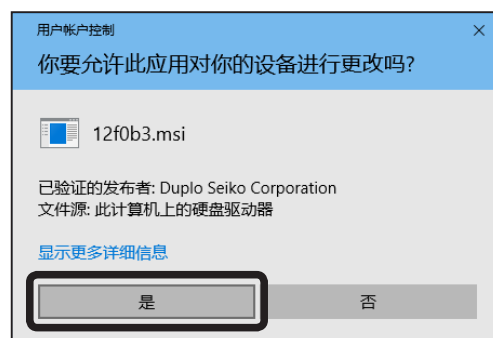 用户帐户控制
你要允许此应用对你的设备进行更改吗?
12f0b3.msi
已验证的发布者: Duplo Seiko Corporation
文件源: 此计算机上的硬盘驱动器
显示更多详细信息
是
否